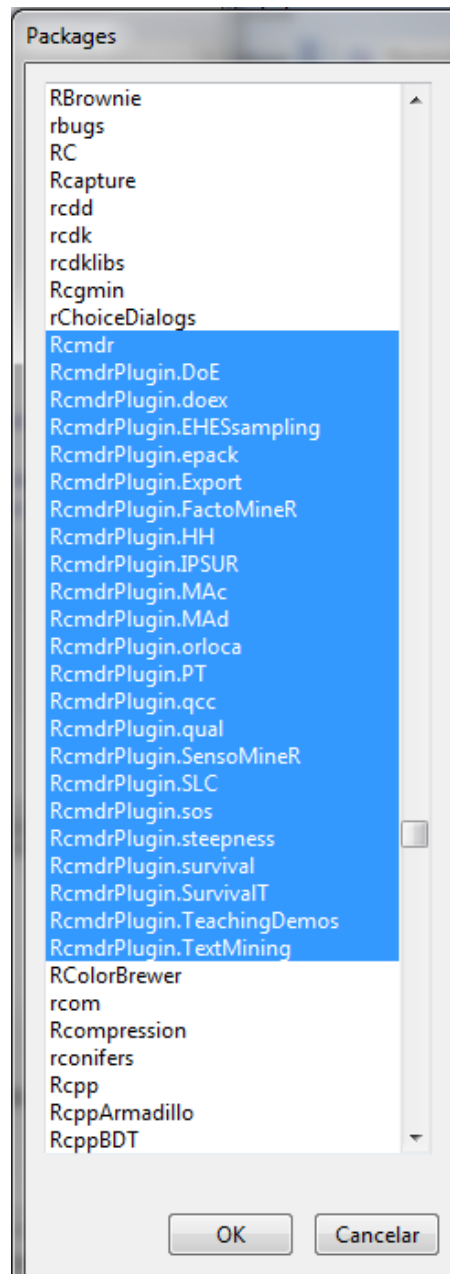 Packages
RBrownie
rbugs
RC
Rcapture
rcdd
rcdk
rcdklibs
Rcgmin
rChoiceDialogs
Rcmdr
RcmdrPlugin.DoE
RcmdrPlugin.doex
RcmdrPlugin.EHESsampling
RcmdrPlugin.epack
RcmdrPlugin.Export
RcmdrPlugin.FactoMineR
RcmdrPlugin.HH
RcmdrPlugin.IPSUR
RcmdrPlugin.MAc
RcmdrPlugin.MAd
RcmdrPlugin.orloca
RcmdrPlugin.PT
RcmdrPlugin.qcc
RcmdrPlugin.qual
RcmdrPlugin.SensoMineR
RcmdrPlugin.SLC
RcmdrPlugin.sos
RcmdrPlugin.steepness
RcmdrPlugin.survival
RcmdrPlugin.SurvivalT
RcmdrPlugin.TeachingDemos
RcmdrPlugin.TextMining
RColorBrewer
rcom
Rcompression
rconifers
Rcpp
RcppArmadillo
RcppBDT
OK Cancelar